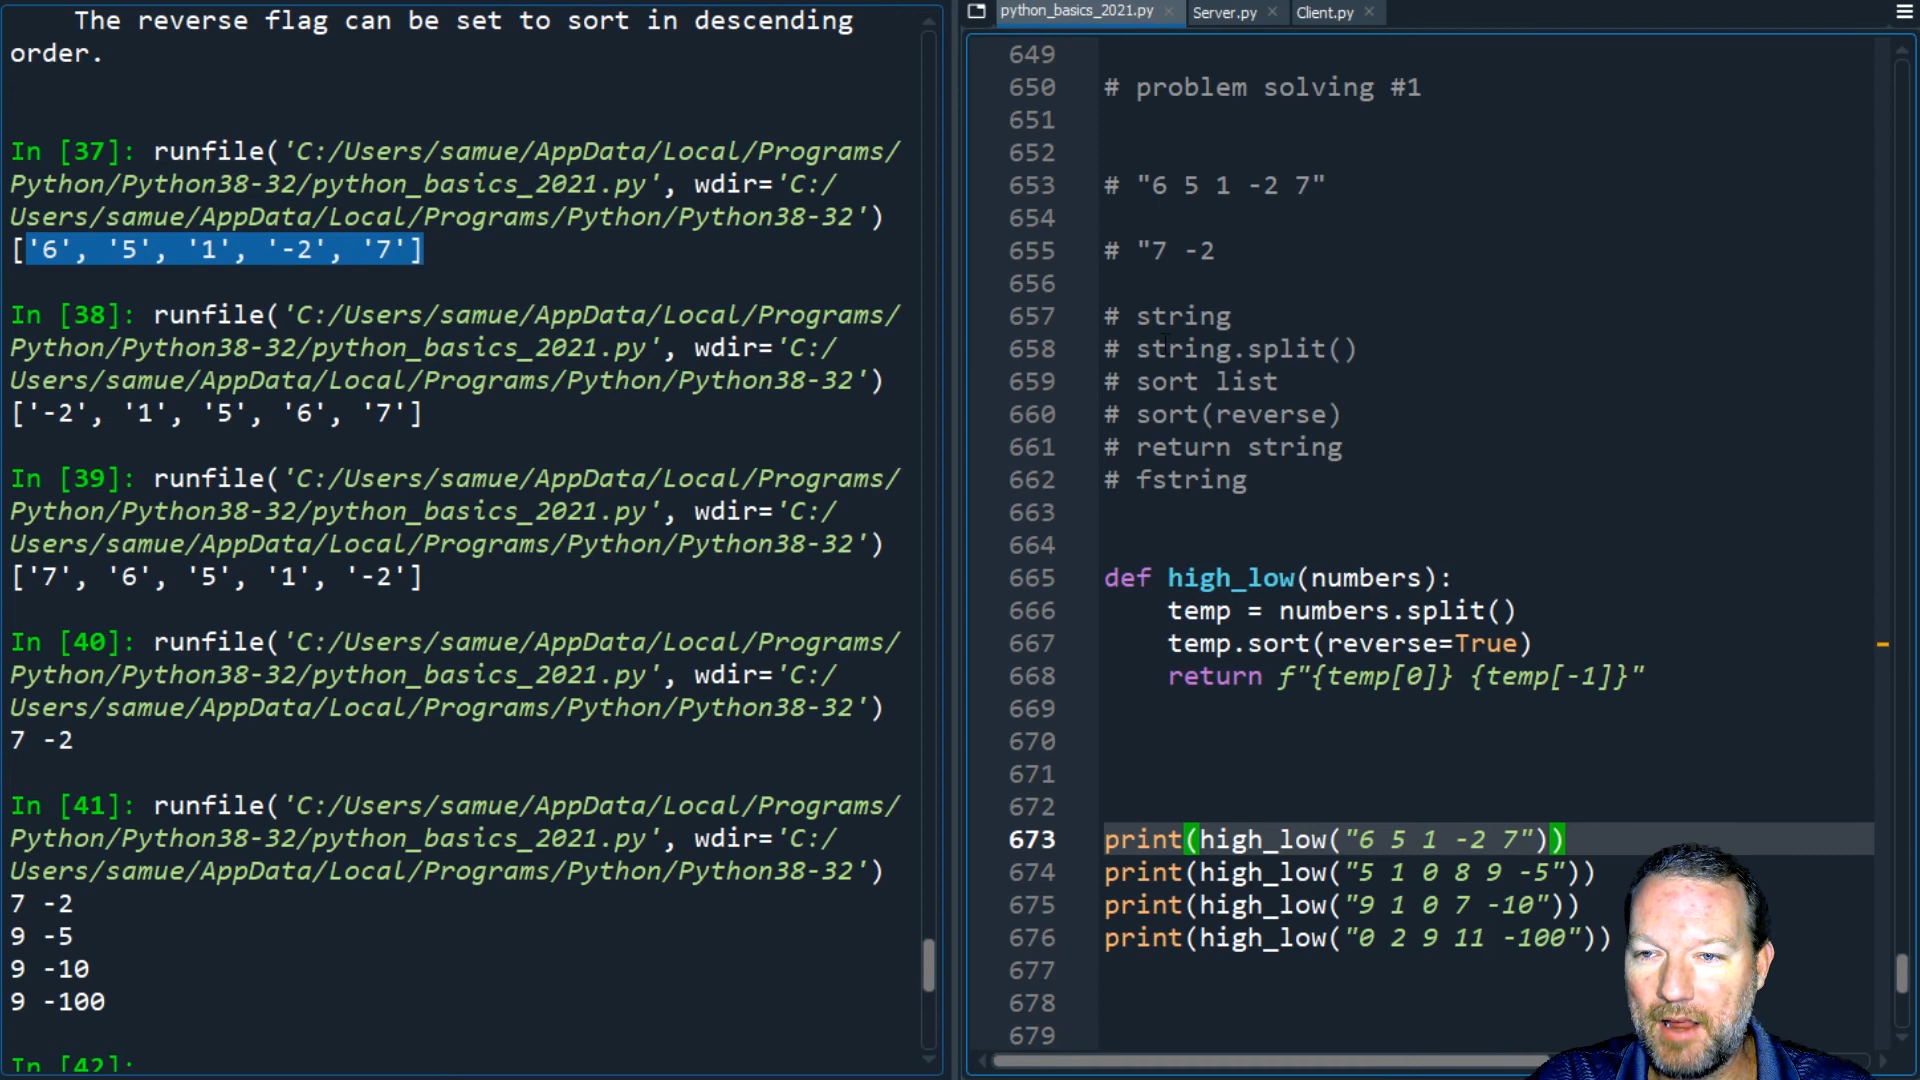 The reverse flag can be set to sort in descending
order.
In [37]: runfile('C:/Users/samue/AppData/Local/Programs/
Python/Python38-32/python_basics_2021.py', wdir='C:/
Users/samue/AppData/Local/Programs/Python/Python38-32')
['6', '5', '1', '-2', '7']
In [38]: runfile('C:/Users/samue/AppData/Local/Programs/
Python/Python38-32/python_basics_2021.py', wdir='C:/
Users/samue/AppData/Local/Programs/Python/Python38-32')
['-2', '1', '5', '6', '7']
In [39]: runfile('C:/Users/samue/AppData/Local/Programs/
Python/Python38-32/python_basics_2021.py', wdir='C:/
Users/samue/AppData/Local/Programs/Python/Python38-32')
['7', '6', '5', '1', '-2']
In [40]: runfile('C:/Users/samue/AppData/Local/Programs/
Python/Python38-32/python_basics_2021.py', wdir='C:/
Users/samue/AppData/Local/Programs/Python/Python38-32')
7 -2
In [41]: runfile('C:/Users/samue/AppData/Local/Programs/
Python/Python38-32/python_basics_2021.py', wdir='C:/
Users/samue/AppData/Local/Programs/Python/Python38-32')
7 -2
9 -5
9 -10
9 -100
In [42]:
python_basics_2021.py Server.py Client.py
649
650 # problem solving #1
651
652
653 # "6 5 1 -2 7"
654
655 # "7 -2
656
657 # string
658 # string.split()
659 # sort list
660 # sort(reverse)
661 # return string
662 # fstring
663
664
665 def high_low(numbers):
666 temp = numbers.split()
667 temp.sort(reverse=True)
668 return f"{temp[0]} {temp[-1]}"
669
670
671
672
673 print(high_low("6 5 1 -2 7"))
674 print(high_low("5 1 0 8 9 -5"))
675 print(high_low("9 1 0 7 -10"))
676 print(high_low("0 2 9 11 -100"))
677
678
679